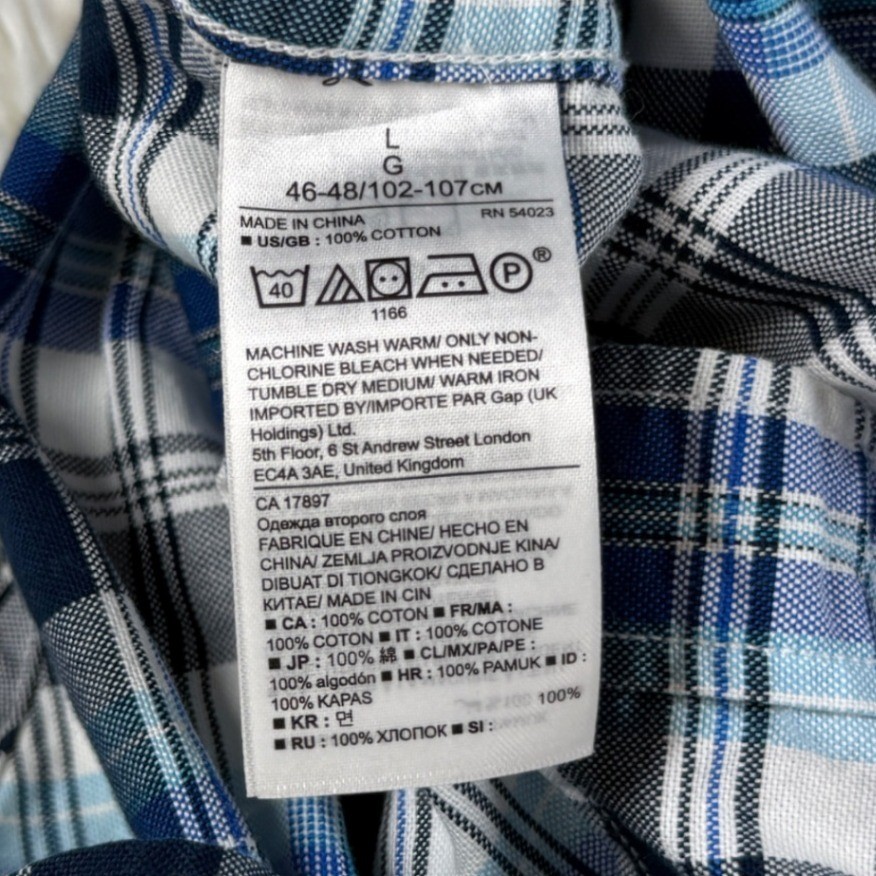 L
G
46-48/102-107CM
MADE IN CHINA RN 54023
■ US/GB : 100% COTTON
40 P ®
1166
MACHINE WASH WARM/ ONLY NON-
CHLORINE BLEACH WHEN NEEDED/
TUMBLE DRY MEDIUM/ WARM IRON
IMPORTED BY/IMPORTE PAR Gap (UK
Holdings) Ltd.
5th Floor, 6 St Andrew Street London
EC4A 3AE, United Kingdom
CA 17897
Одежда второго слоя
FABRIQUE EN CHINE/ HECHO EN
CHINA/ ZEMLJA PROIZVODNJE KINA/
DIBUAT DI TIONGKOK/ СДЕЛАНО В
КИТАЕ/ MADE IN CIN
■ CA : 100% COTON ■ FR/MA :
100% COTON ■ IT : 100% COTONE
■ JP : 100% 綿 ■ CL/MX/PA/PE :
100% algodón ■ HR : 100% PAMUK ■ ID :
100% KAPAS
■ KR : 면 100%
■ RU : 100% ХЛОПОК ■ SI :